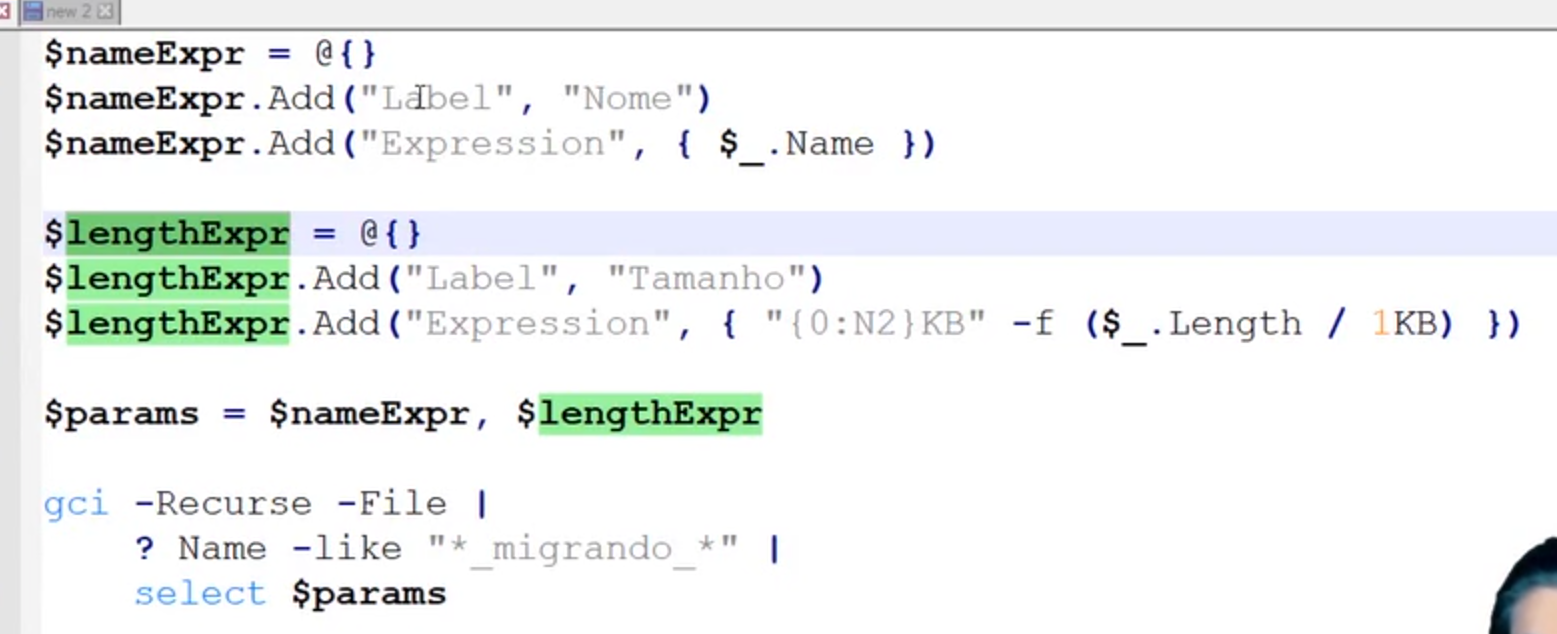 new 2
$nameExpr = @{}
$nameExpr.Add("Label", "Nome")
$nameExpr.Add("Expression", { $_.Name })
$lengthExpr = @{}
$lengthExpr.Add("Label", "Tamanho")
$lengthExpr.Add("Expression", { "{0:N2}KB" -f ($_.Length / 1KB) })
$params = $nameExpr, $lengthExpr
gci -Recurse -File |
? Name -like "*_migrando_*" |
select $params